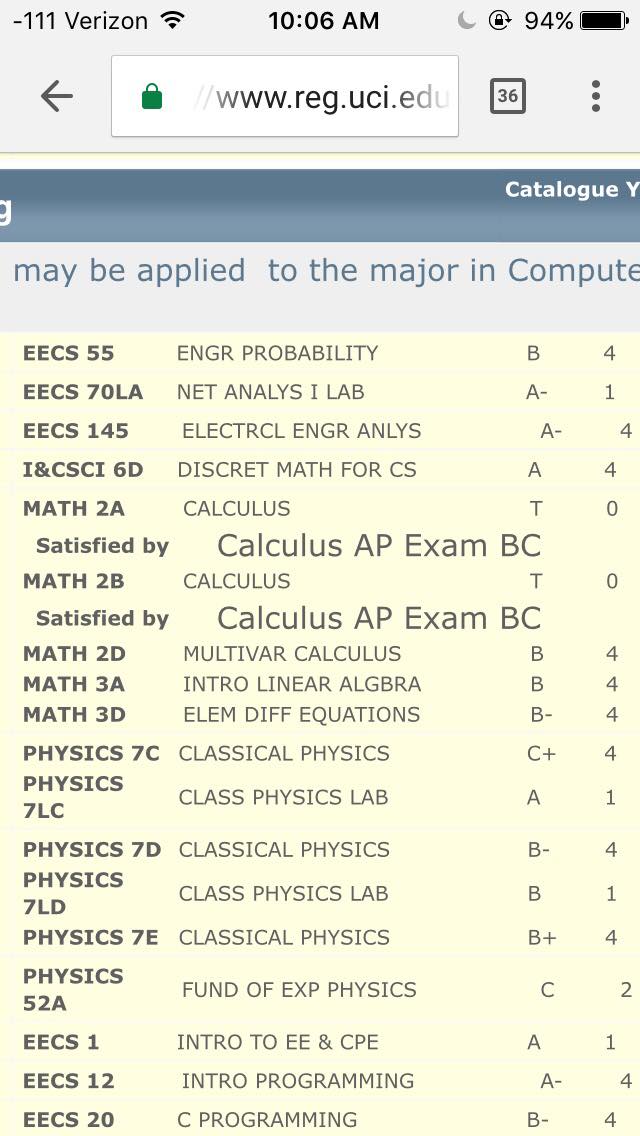 -111 Verizon 10:06 AM 94%
//www.reg.uci.edu 36
Catalogue Y
g
may be applied to the major in Compute
EECS 55 ENGR PROBABILITY B 4
EECS 70LA NET ANALYS I LAB A- 1
EECS 145 ELECTRCL ENGR ANLYS A- 4
I&CSCI 6D DISCRET MATH FOR CS A 4
MATH 2A CALCULUS T 0
Satisfied by Calculus AP Exam BC
MATH 2B CALCULUS T 0
Satisfied by Calculus AP Exam BC
MATH 2D MULTIVAR CALCULUS B 4
MATH 3A INTRO LINEAR ALGBRA B 4
MATH 3D ELEM DIFF EQUATIONS B- 4
PHYSICS 7C CLASSICAL PHYSICS C+ 4
PHYSICS
7LC CLASS PHYSICS LAB A 1
PHYSICS 7D CLASSICAL PHYSICS B- 4
PHYSICS
7LD CLASS PHYSICS LAB B 1
PHYSICS 7E CLASSICAL PHYSICS B+ 4
PHYSICS
52A FUND OF EXP PHYSICS C 2
EECS 1 INTRO TO EE & CPE A 1
EECS 12 INTRO PROGRAMMING A- 4
EECS 20 C PROGRAMMING B- 4